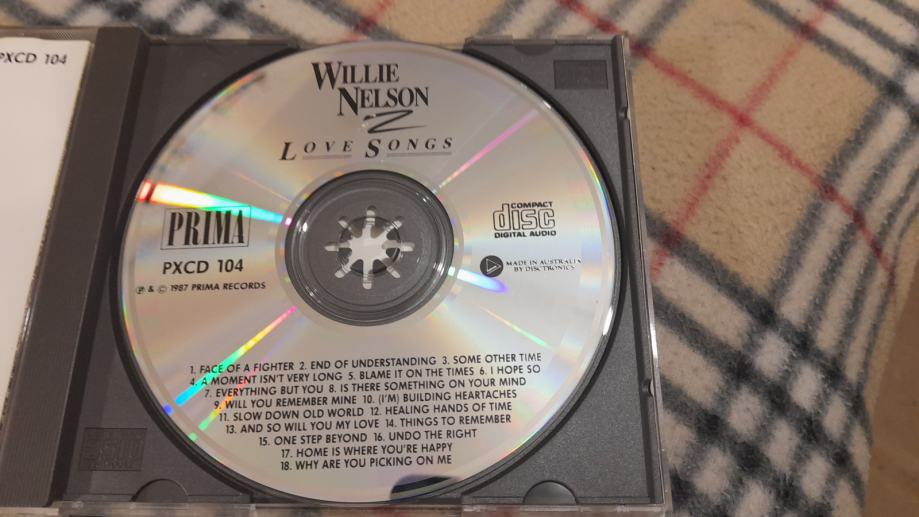 PXCD 104
WILLIE
NELSON
LOVE SONGS
PRIMA
PXCD 104
℗ & © 1987 PRIMA RECORDS
COMPACT
disc
DIGITAL AUDIO
MADE IN AUSTRALIA
BY DISCTRONICS
1. FACE OF A FIGHTER 2. END OF UNDERSTANDING 3. SOME OTHER TIME
4. A MOMENT ISN'T VERY LONG 5. BLAME IT ON THE TIMES 6. I HOPE SO
7. EVERYTHING BUT YOU 8. IS THERE SOMETHING ON YOUR MIND
9. WILL YOU REMEMBER MINE 10. (I'M) BUILDING HEARTACHES
11. SLOW DOWN OLD WORLD 12. HEALING HANDS OF TIME
13. AND SO WILL YOU MY LOVE 14. THINGS TO REMEMBER
15. ONE STEP BEYOND 16. UNDO THE RIGHT
17. HOME IS WHERE YOU'RE HAPPY
18. WHY ARE YOU PICKING ON ME